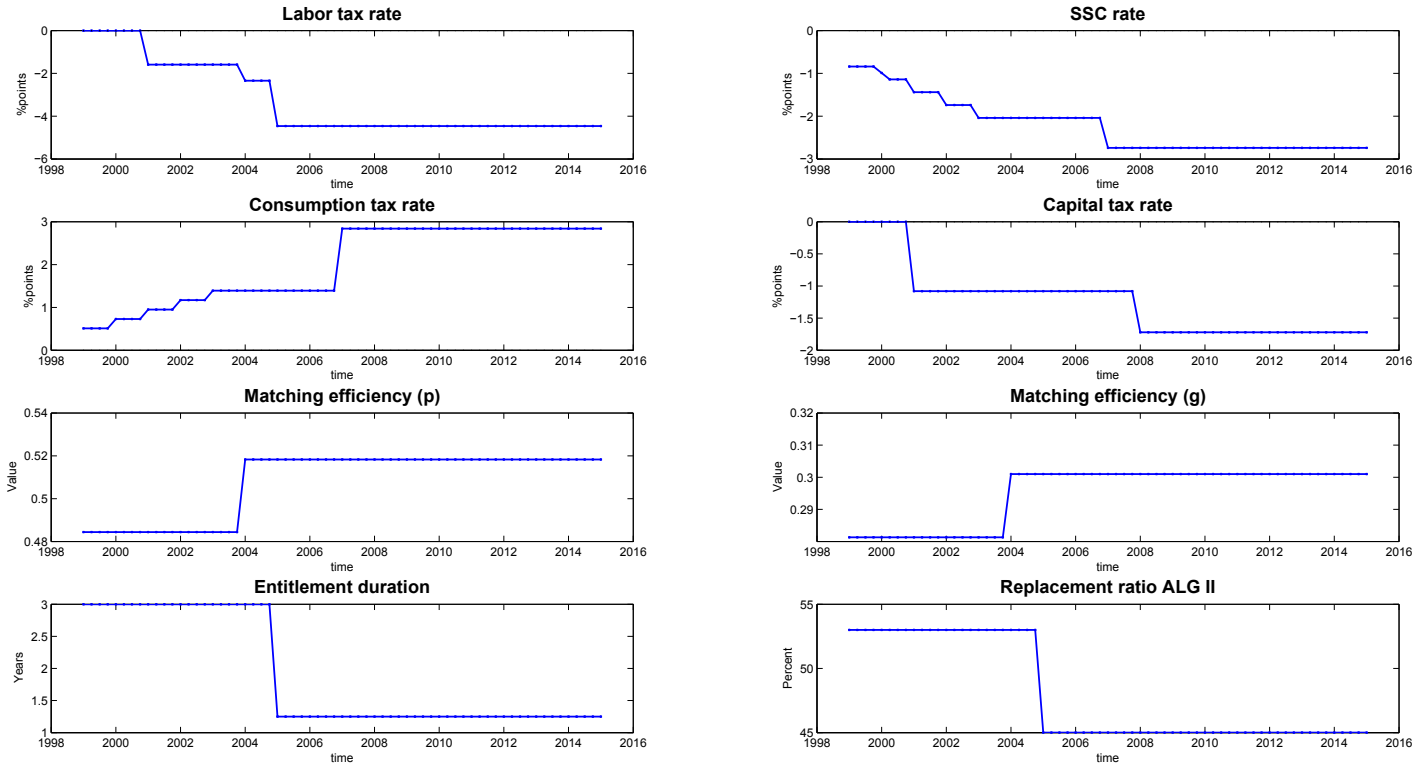 Labor tax rate
0
−2
−4
−6
%points
1998 2000 2002 2004 2006 2008 2010 2012 2014 2016
time
SSC rate
0
−1
−2
−3
%points
1998 2000 2002 2004 2006 2008 2010 2012 2014 2016
time
Consumption tax rate
3
2
1
0
%points
1998 2000 2002 2004 2006 2008 2010 2012 2014 2016
time
Capital tax rate
0
−0.5
−1
−1.5
−2
%points
1998 2000 2002 2004 2006 2008 2010 2012 2014 2016
time
Matching efficiency (p)
0.54
0.52
0.5
0.48
Value
1998 2000 2002 2004 2006 2008 2010 2012 2014 2016
time
Matching efficiency (g)
0.32
0.31
0.3
0.29
Value
1998 2000 2002 2004 2006 2008 2010 2012 2014 2016
time
Entitlement duration
3
2.5
2
1.5
1
Years
1998 2000 2002 2004 2006 2008 2010 2012 2014 2016
time
Replacement ratio ALG II
55
50
45
Percent
1998 2000 2002 2004 2006 2008 2010 2012 2014 2016
time